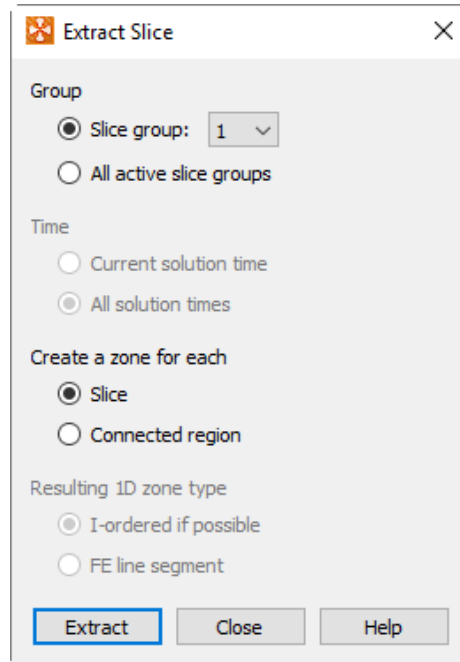 Extract Slice
Group
Slice group: 1
All active slice groups
Time
Current solution time
All solution times
Create a zone for each
Slice
Connected region
Resulting 1D zone type
I-ordered if possible
FE line segment
Extract Close Help